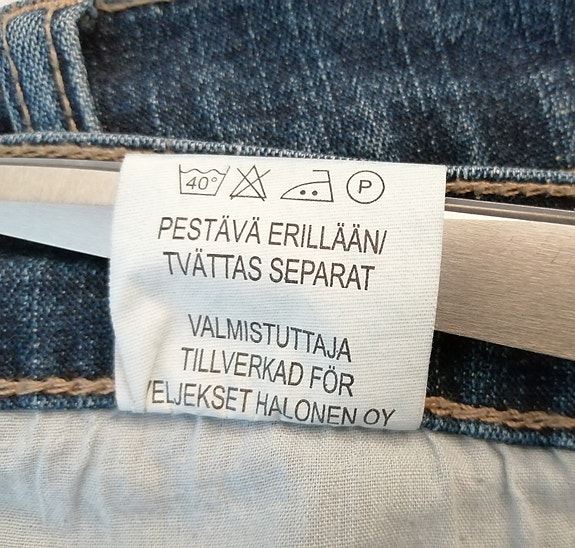 40° P
PESTÄVÄ ERILLÄÄN/
TVÄTTAS SEPARAT
VALMISTUTTAJA
TILLVERKAD FÖR
VELJEKSET HALONEN OY